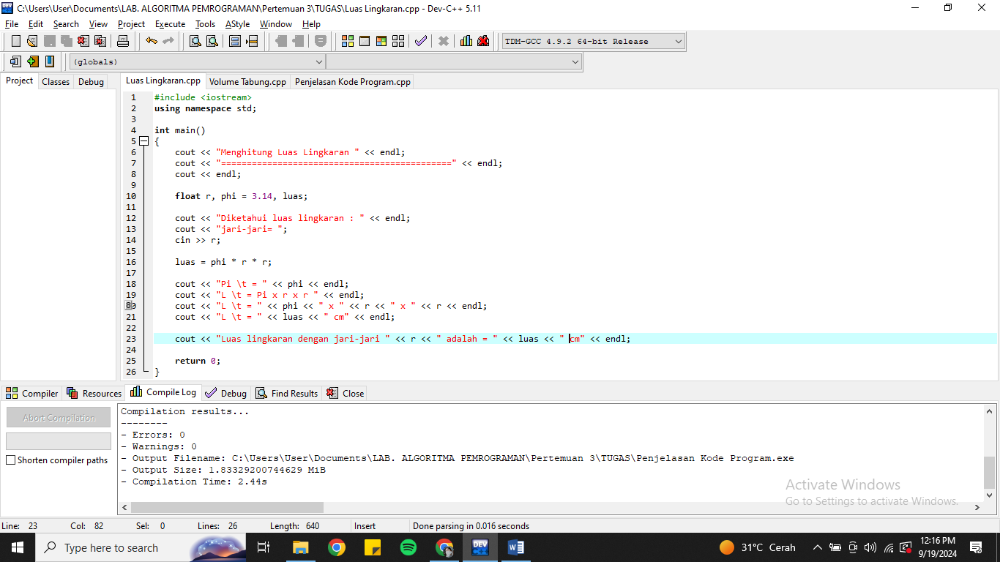 C:\Users\User\Documents\LAB. ALGORITMA PEMROGRAMAN\Pertemuan 3\TUGAS\Luas Lingkaran.cpp - Dev-C++ 5.11
File Edit Search View Project Execute Tools AStyle Window Help
TDM-GCC 4.9.2 64-bit Release
(globals)
Project Classes Debug
Luas Lingkaran.cpp Volume Tabung.cpp Penjelasan Kode Program.cpp
1 #include <iostream>
2 using namespace std;
3
4 int main()
5 {
6 cout << "Menghitung Luas Lingkaran " << endl;
7 cout << "=============================================" << endl;
8 cout << endl;
9
10 float r, phi = 3.14, luas;
11
12 cout << "Diketahui luas lingkaran : " << endl;
13 cout << "jari-jari= ";
14 cin >> r;
15
16 luas = phi * r * r;
17
18 cout << "Pi \t = " << phi << endl;
19 cout << "L \t = Pi x r x r " << endl;
cout << "L \t = " << phi << " x " << r << " x " << r << endl;
21 cout << "L \t = " << luas << " cm" << endl;
22
23 cout << "Luas lingkaran dengan jari-jari " << r << " adalah = " << luas << " cm" << endl;
24
25 return 0;
26 }
Compiler Resources Compile Log Debug Find Results Close
Abort Compilation
Shorten compiler paths
Compilation results...
--------
- Errors: 0
- Warnings: 0
- Output Filename: C:\Users\User\Documents\LAB. ALGORITMA PEMROGRAMAN\Pertemuan 3\TUGAS\Penjelasan Kode Program.exe
- Output Size: 1.83329200744629 MiB
- Compilation Time: 2.44s
Activate Windows
Go to Settings to activate Windows.
Line: 23 Col: 82 Sel: 0 Lines: 26 Length: 640 Insert Done parsing in 0.016 seconds
Type here to search
DEV
31°C Cerah
12:16 PM
9/19/2024